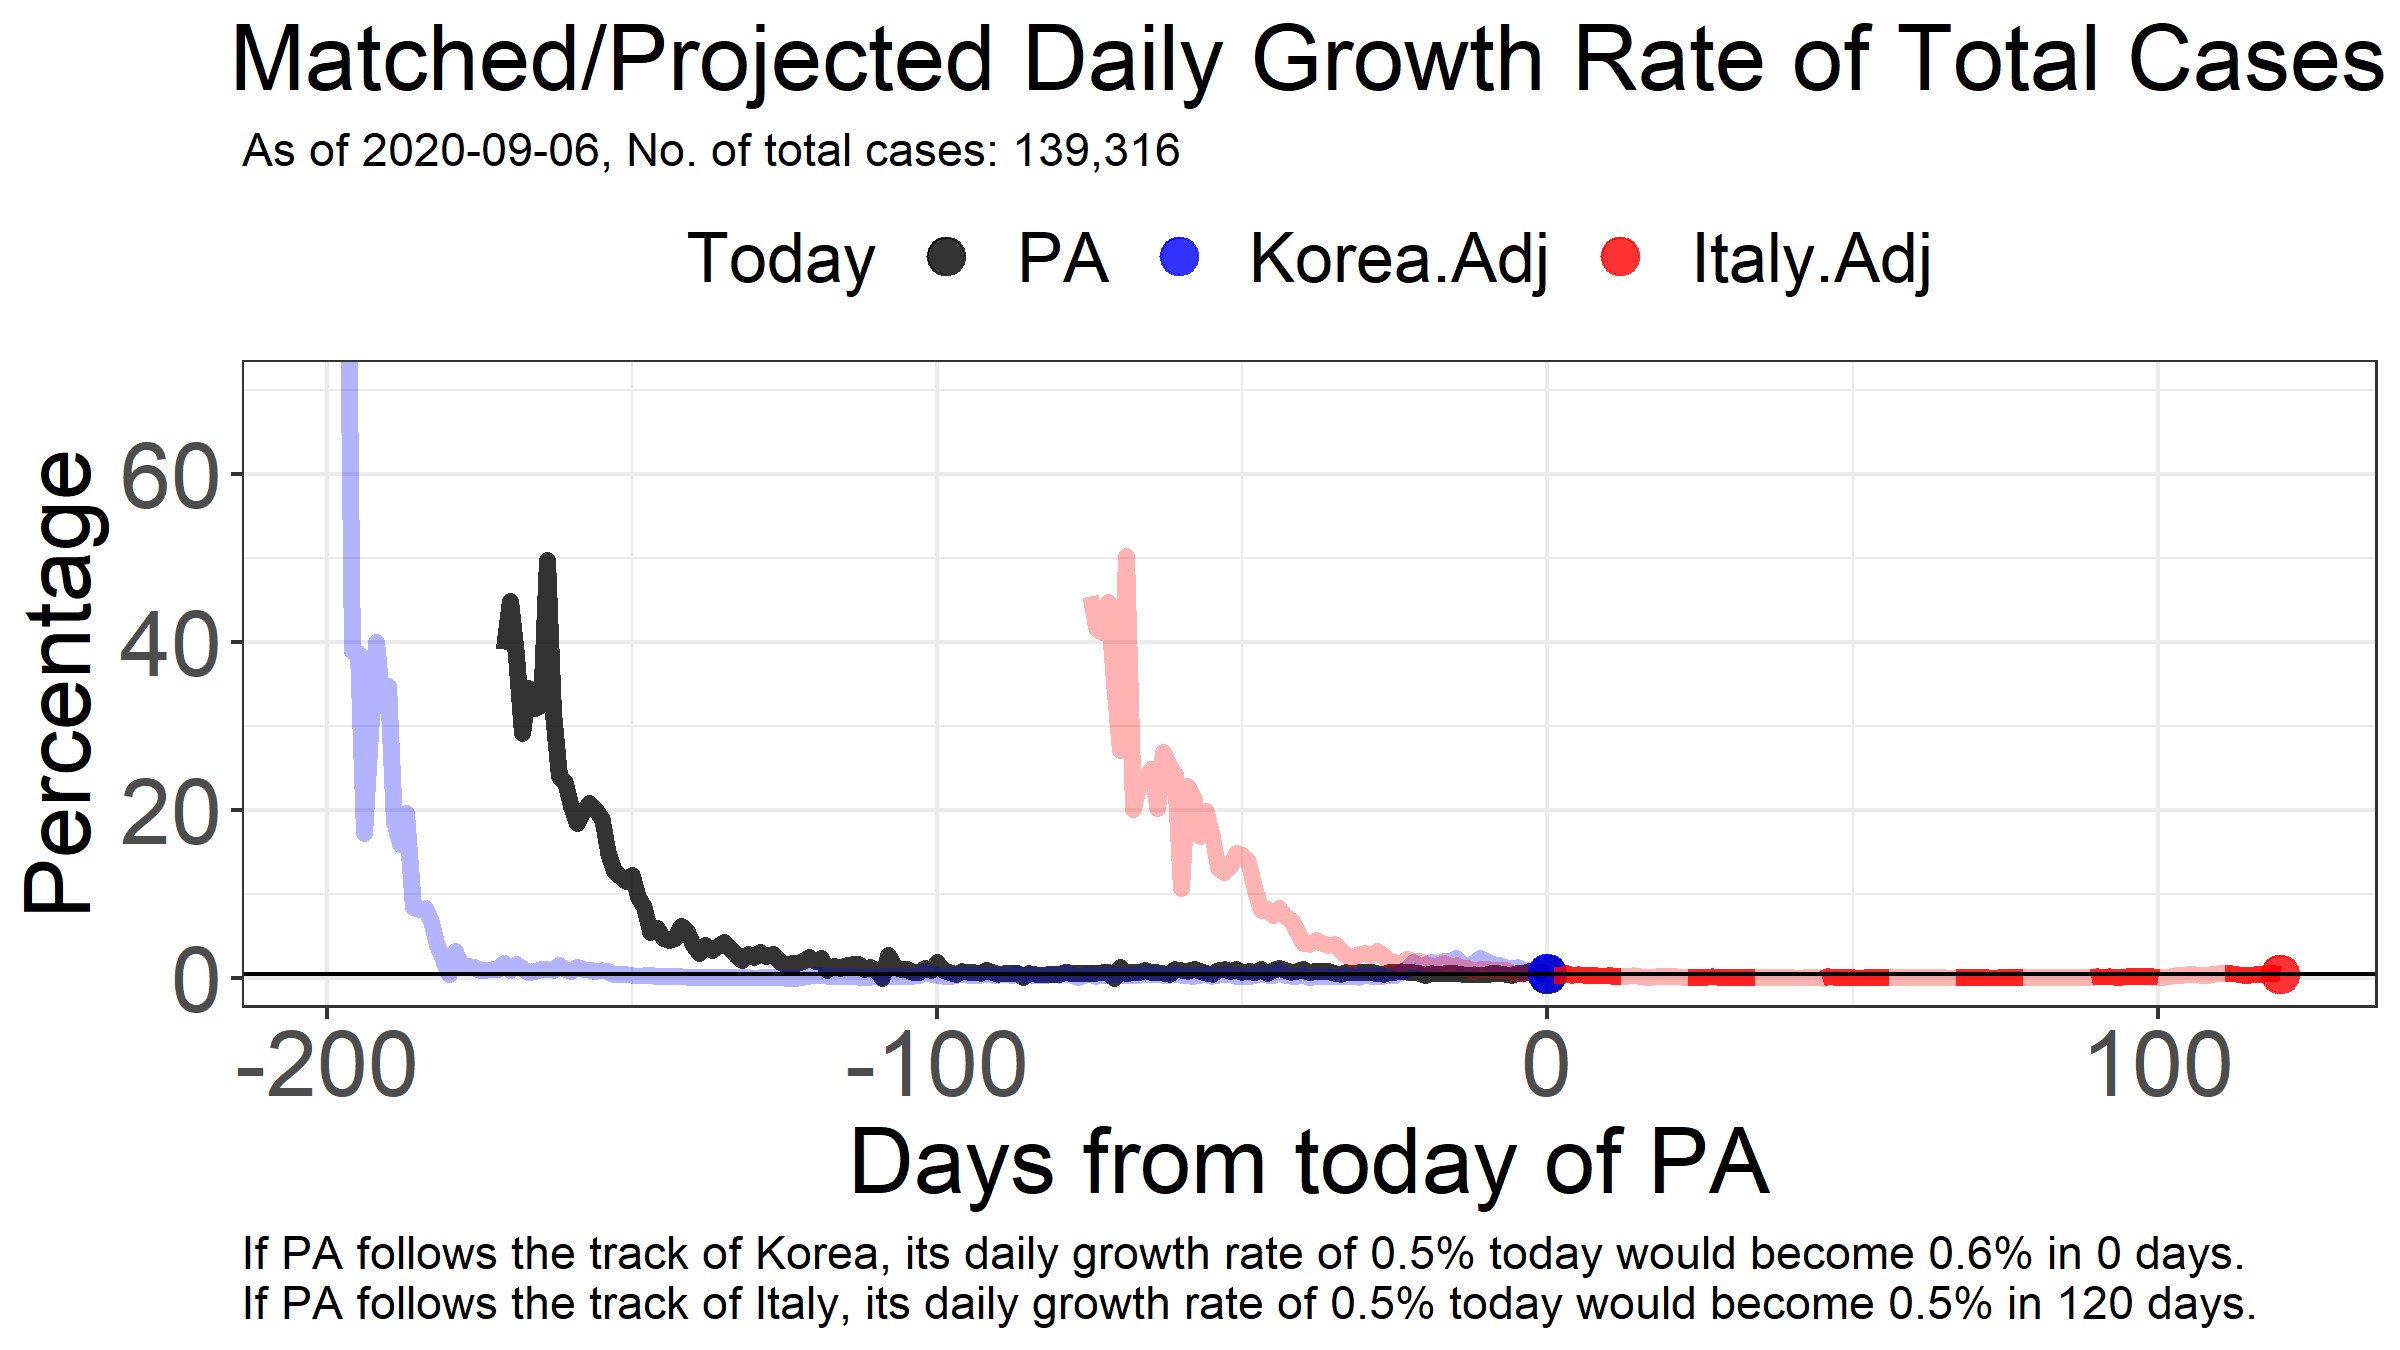 Matched/Projected Daily Growth Rate of Total Cases
As of 2020-09-06, No. of total cases: 139,316
Today PA Korea.Adj Italy.Adj
Percentage
60
40
20
0
-200 -100 0 100
Days from today of PA
If PA follows the track of Korea, its daily growth rate of 0.5% today would become 0.6% in 0 days.
If PA follows the track of Italy, its daily growth rate of 0.5% today would become 0.5% in 120 days.